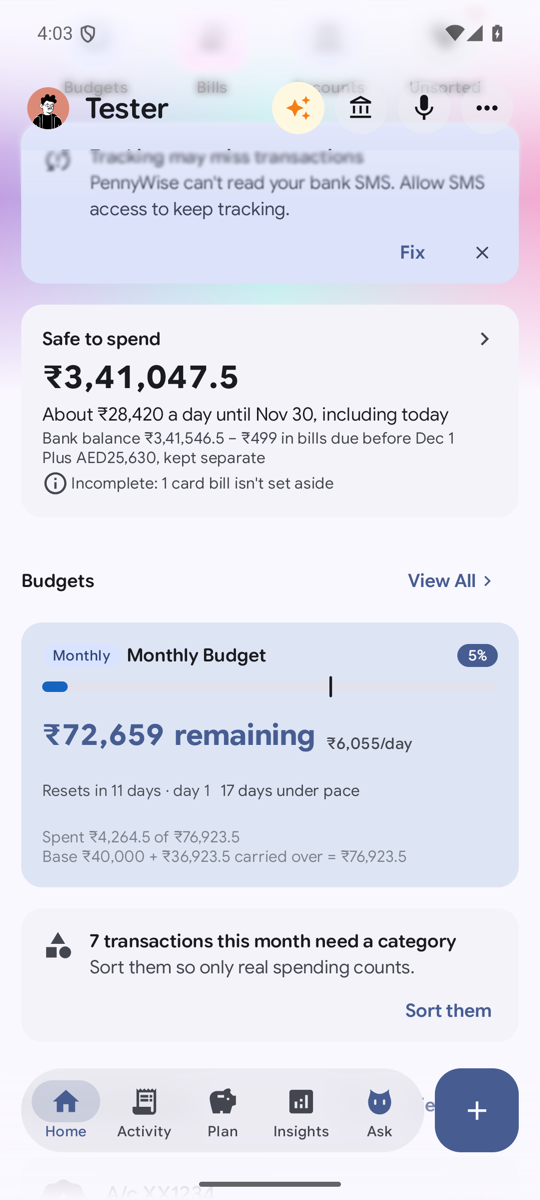 4:03
Budgets
Bills
Unsorted
Tester
Tracking may miss transactions
PennyWise can't read your bank SMS. Allow SMS
access to keep tracking.
Fix
Safe to spend
₹3,41,047.5
About ₹28,420 a day until Nov 30, including today
Bank balance ₹3,41,546.5 – ₹499 in bills due before Dec 1
Plus AED25,630, kept separate
Incomplete: 1 card bill isn't set aside
Budgets
View All
Monthly
Monthly Budget
5%
₹72,659 remaining
₹6,055/day
Resets in 11 days · day 1
17 days under pace
Spent ₹4,264.5 of ₹76,923.5
Base ₹40,000 + ₹36,923.5 carried over = ₹76,923.5
7 transactions this month need a category
Sort them so only real spending counts.
Sort them
Home
Activity
Plan
Insights
Ask
A/c XX1234